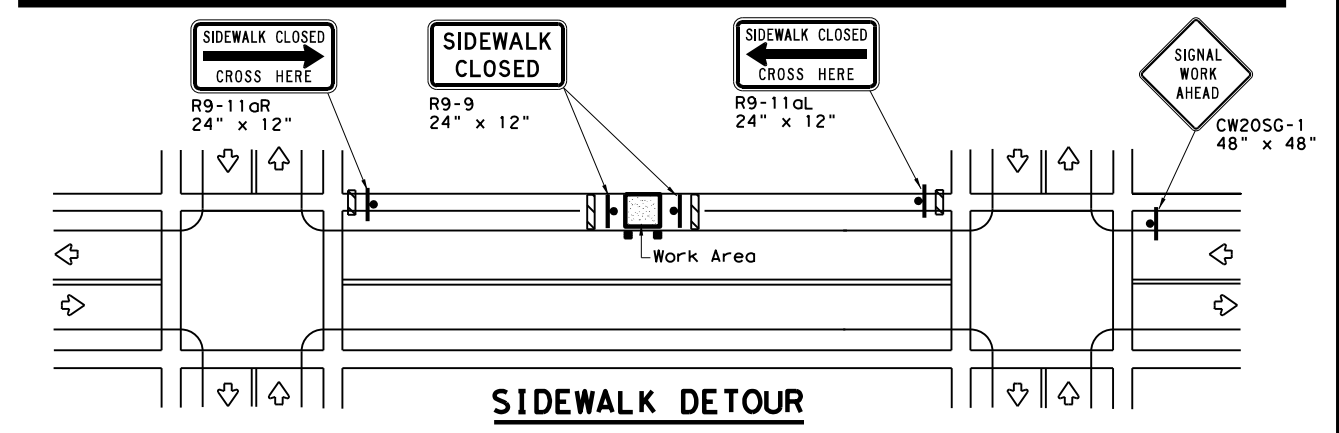 SIDEWALK CLOSED
CROSS HERE
R9-11aR
24" x 12"
SIDEWALK
CLOSED
R9-9
24" x 12"
SIDEWALK CLOSED
CROSS HERE
R9-11aL
24" x 12"
SIGNAL
WORK
AHEAD
CW20SG-1
48" x 48"
Work Area
SIDEWALK DETOUR